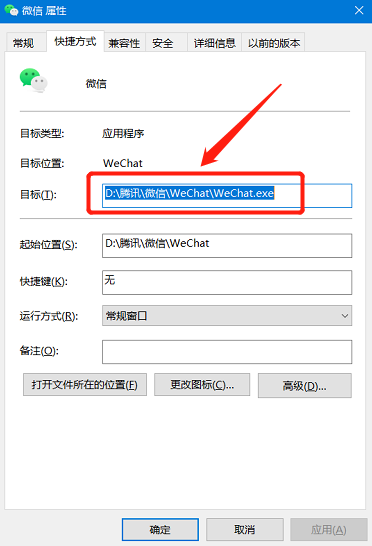 微信 属性
常规 快捷方式 兼容性 安全 详细信息 以前的版本
微信
目标类型: 应用程序
目标位置: WeChat
目标(T): D:\腾讯\微信\WeChat\WeChat.exe
起始位置(S): D:\腾讯\微信\WeChat
快捷键(K): 无
运行方式(R): 常规窗口
备注(O):
打开文件所在的位置(F) 更改图标(C)... 高级(D)...
确定 取消 应用(A)